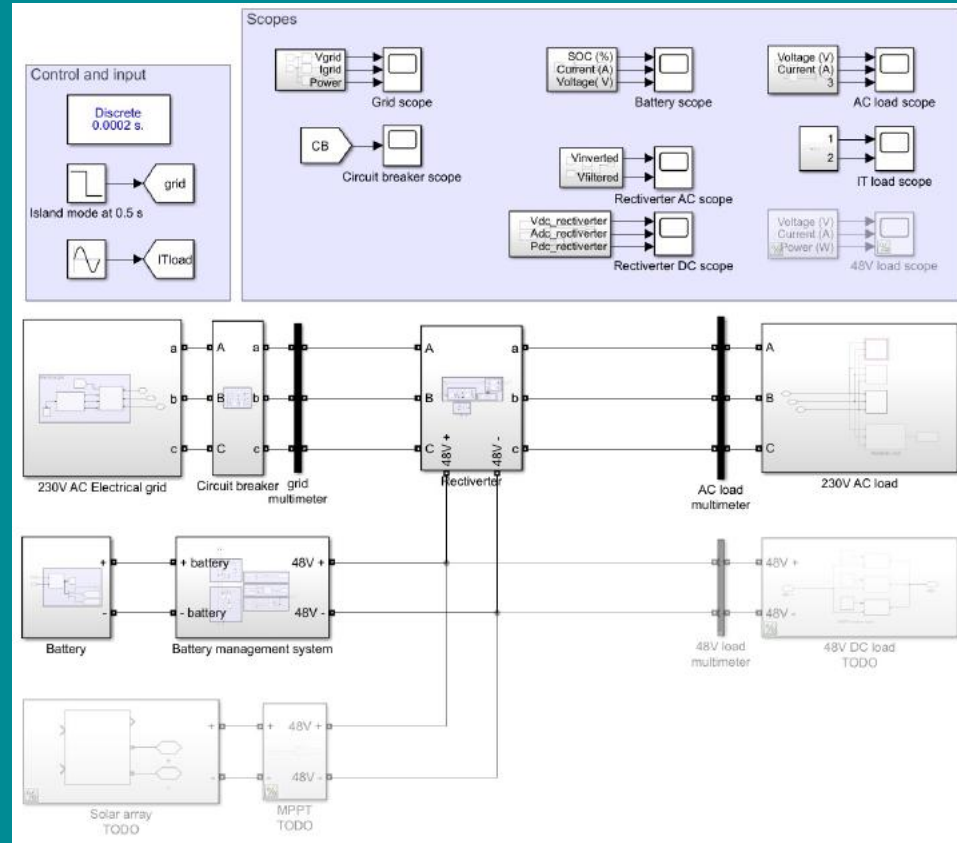 Scopes
Control and input
Discrete
0.0002 s.
grid
Island mode at 0.5 s
ITload
Vgrid
Igrid
Power
Grid scope
CB
Circuit breaker scope
SOC (%)
Current (A)
Voltage( V)
Battery scope
Vinverted
Vfiltered
Rectiverter AC scope
Vdc_rectiverter
Adc_rectiverter
Pdc_rectiverter
Rectiverter DC scope
Voltage (V)
Current (A)
3
AC load scope
1
2
IT load scope
Voltage (V)
Current (A)
Power (W)
48V load scope
a
b
c
230V AC Electrical grid
A
B
C
a
b
c
Circuit breaker
grid
multimeter
A
B
C
a
b
c
48V +
48V -
Rectiverter
AC load
multimeter
A
B
C
230V AC load
+
-
Battery
+ battery
- battery
48V +
48V -
Battery management system
48V load
multimeter
48V +
48V -
48V DC load
TODO
+
-
Solar array
TODO
+
-
48V +
48V -
MPPT
TODO